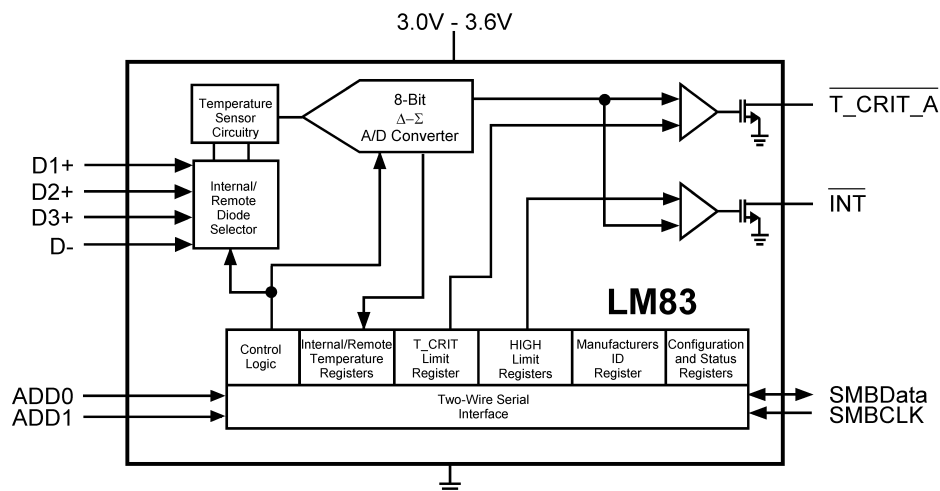 3.0V - 3.6V
Temperature
Sensor
Circuitry
8-Bit
Δ–Σ
A/D Converter
T_CRIT_A
D1+
D2+
D3+
D-
Internal/
Remote
Diode
Selector
INT
LM83
Control
Logic
Internal/Remote
Temperature
Registers
T_CRIT
Limit
Register
HIGH
Limit
Registers
Manufacturers
ID
Register
Configuration
and Status
Registers
ADD0
ADD1
Two-Wire Serial
Interface
SMBData
SMBCLK